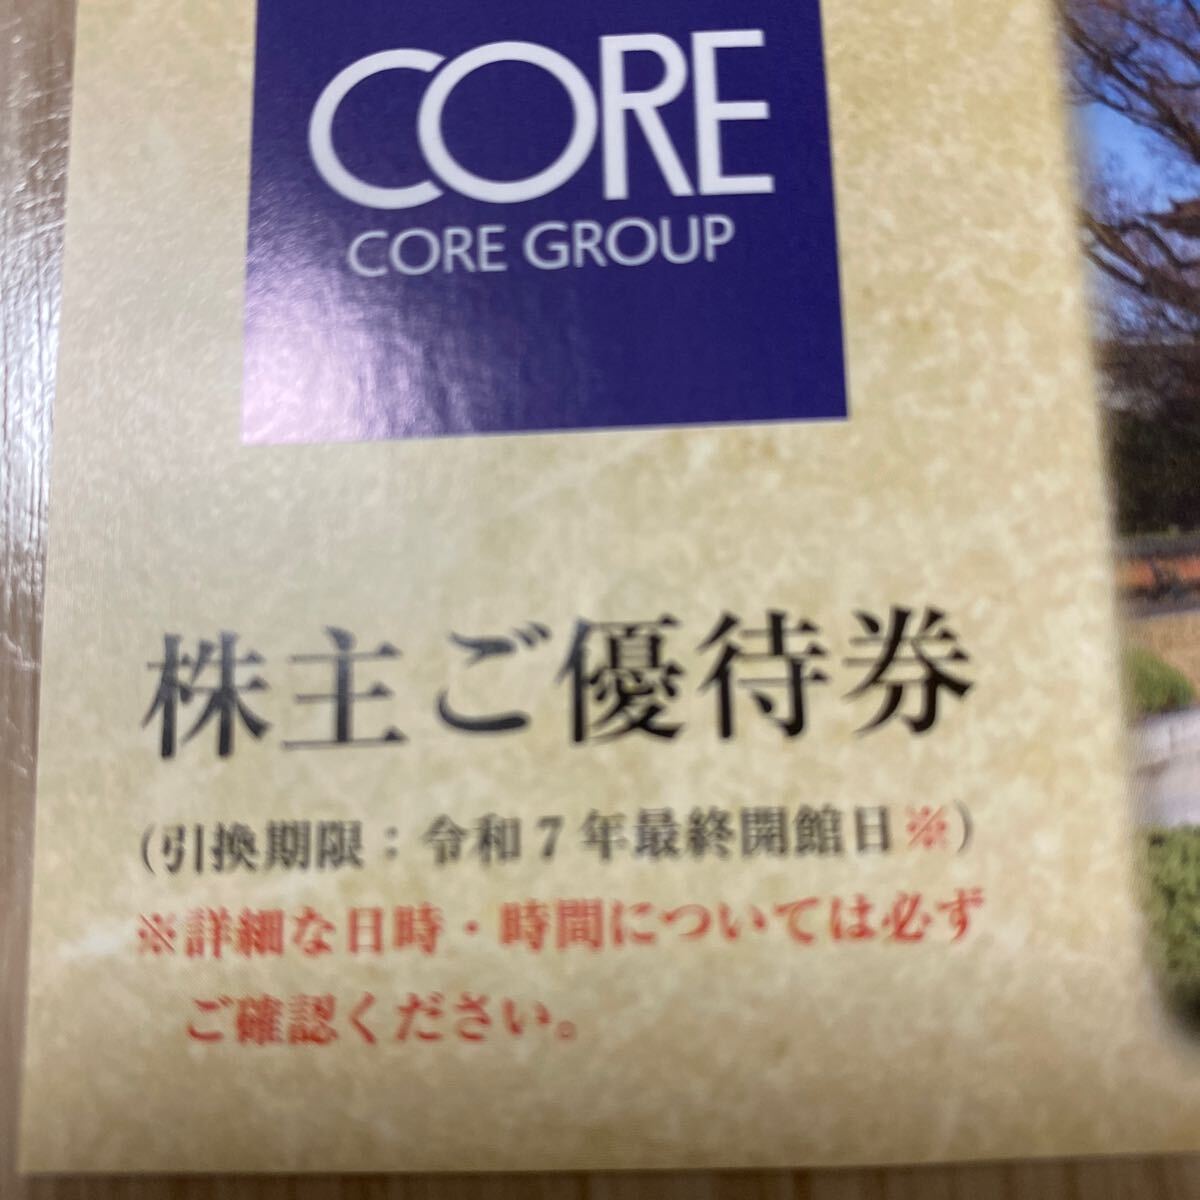 CORE
CORE GROUP
株主ご優待券
(引換期限：令和7年最終開館日※)
※詳細な日時・時間については必ず
ご確認ください。